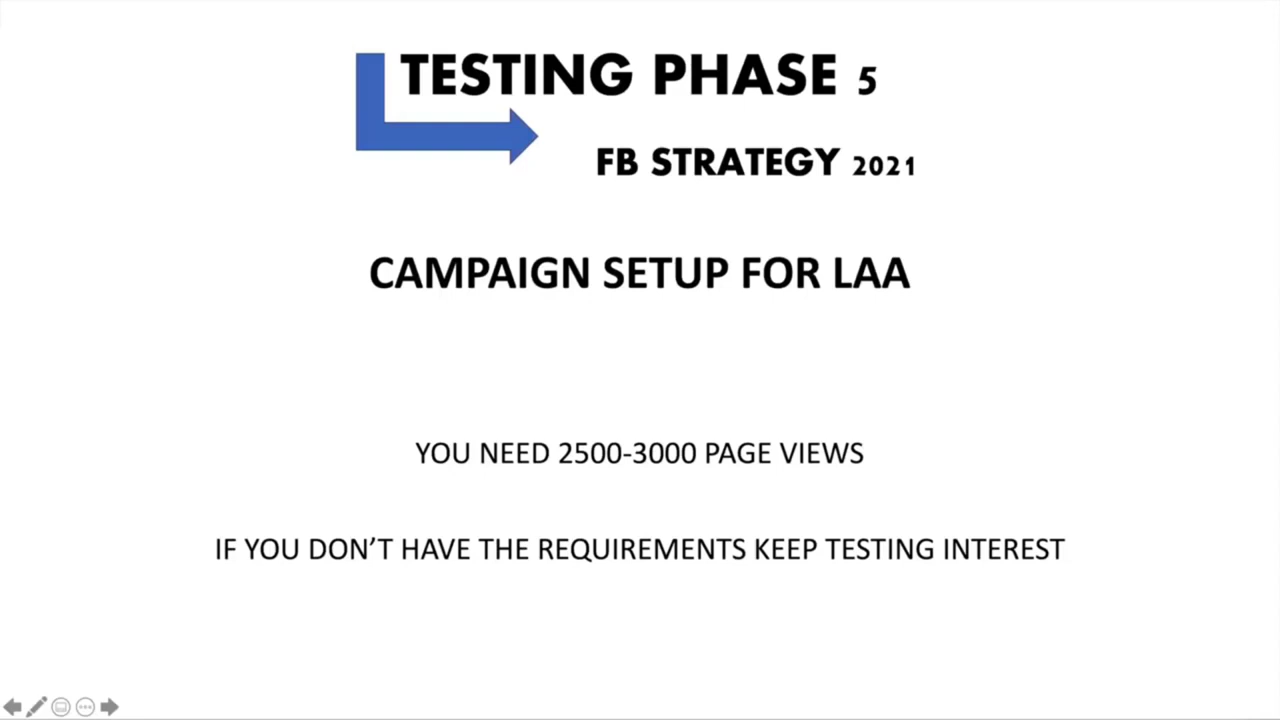 TESTING PHASE 5
FB STRATEGY 2021
CAMPAIGN SETUP FOR LAA
YOU NEED 2500-3000 PAGE VIEWS
IF YOU DON’T HAVE THE REQUIREMENTS KEEP TESTING INTEREST